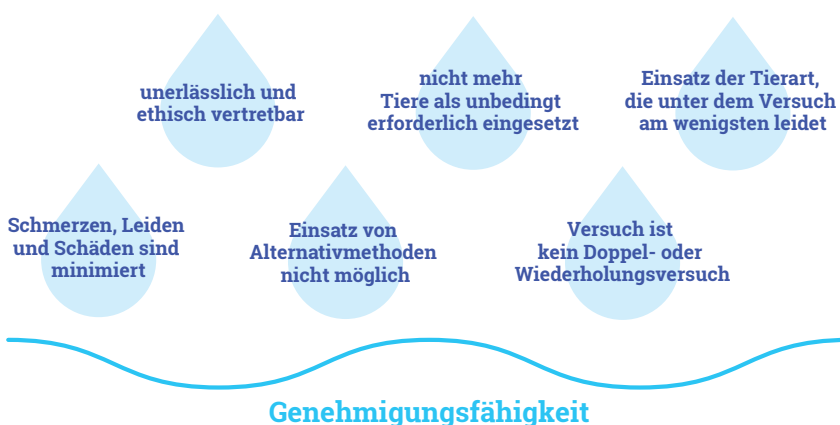 unerlässlich und
ethisch vertretbar
nicht mehr
Tiere als unbedingt
erforderlich eingesetzt
Einsatz der Tierart,
die unter dem Versuch
am wenigsten leidet
Schmerzen, Leiden
und Schäden sind
minimiert
Einsatz von
Alternativmethoden
nicht möglich
Versuch ist
kein Doppel- oder
Wiederholungsversuch
Genehmigungsfähigkeit